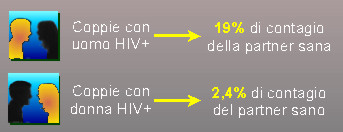 Coppie con
uomo HIV+
19% di contagio
della partner sana
Coppie con
donna HIV+
2,4% di contagio
del partner sano